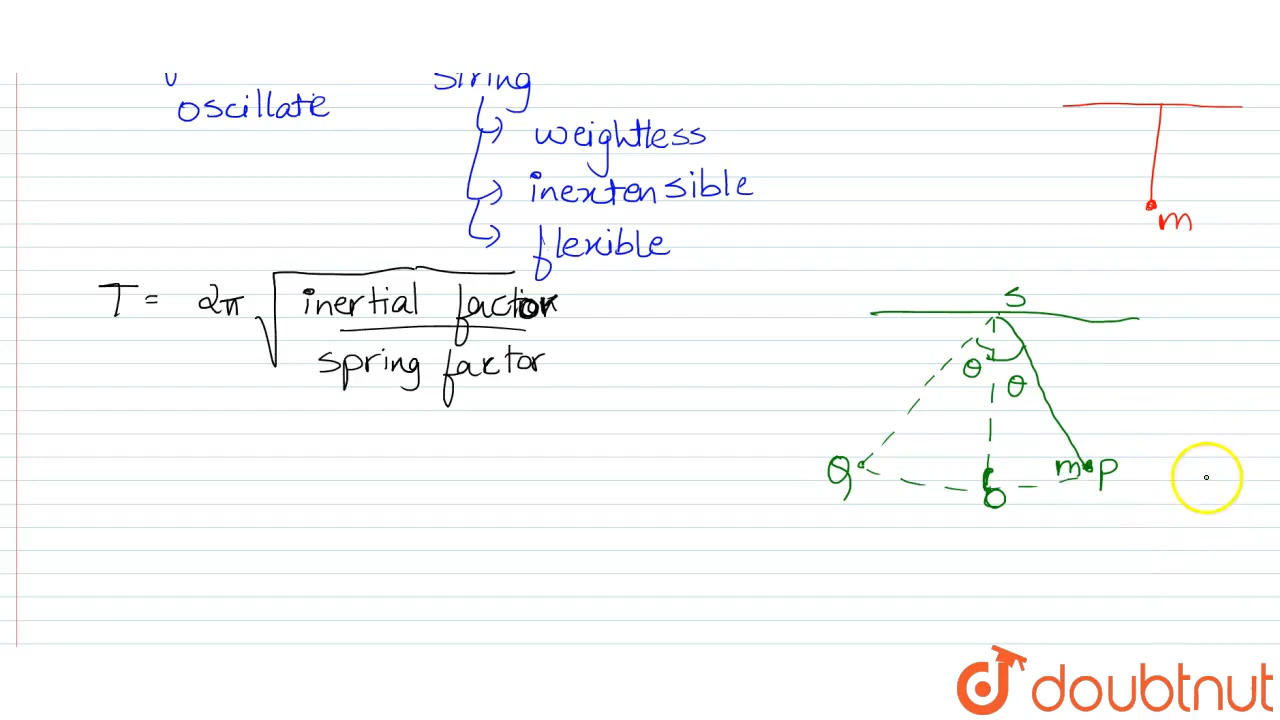 oscillate
string
weightless
inextensible
flexible
m
T = 2π √ inertial factor
spring factor
S
θ
θ
Q
m P
O
doubtnut